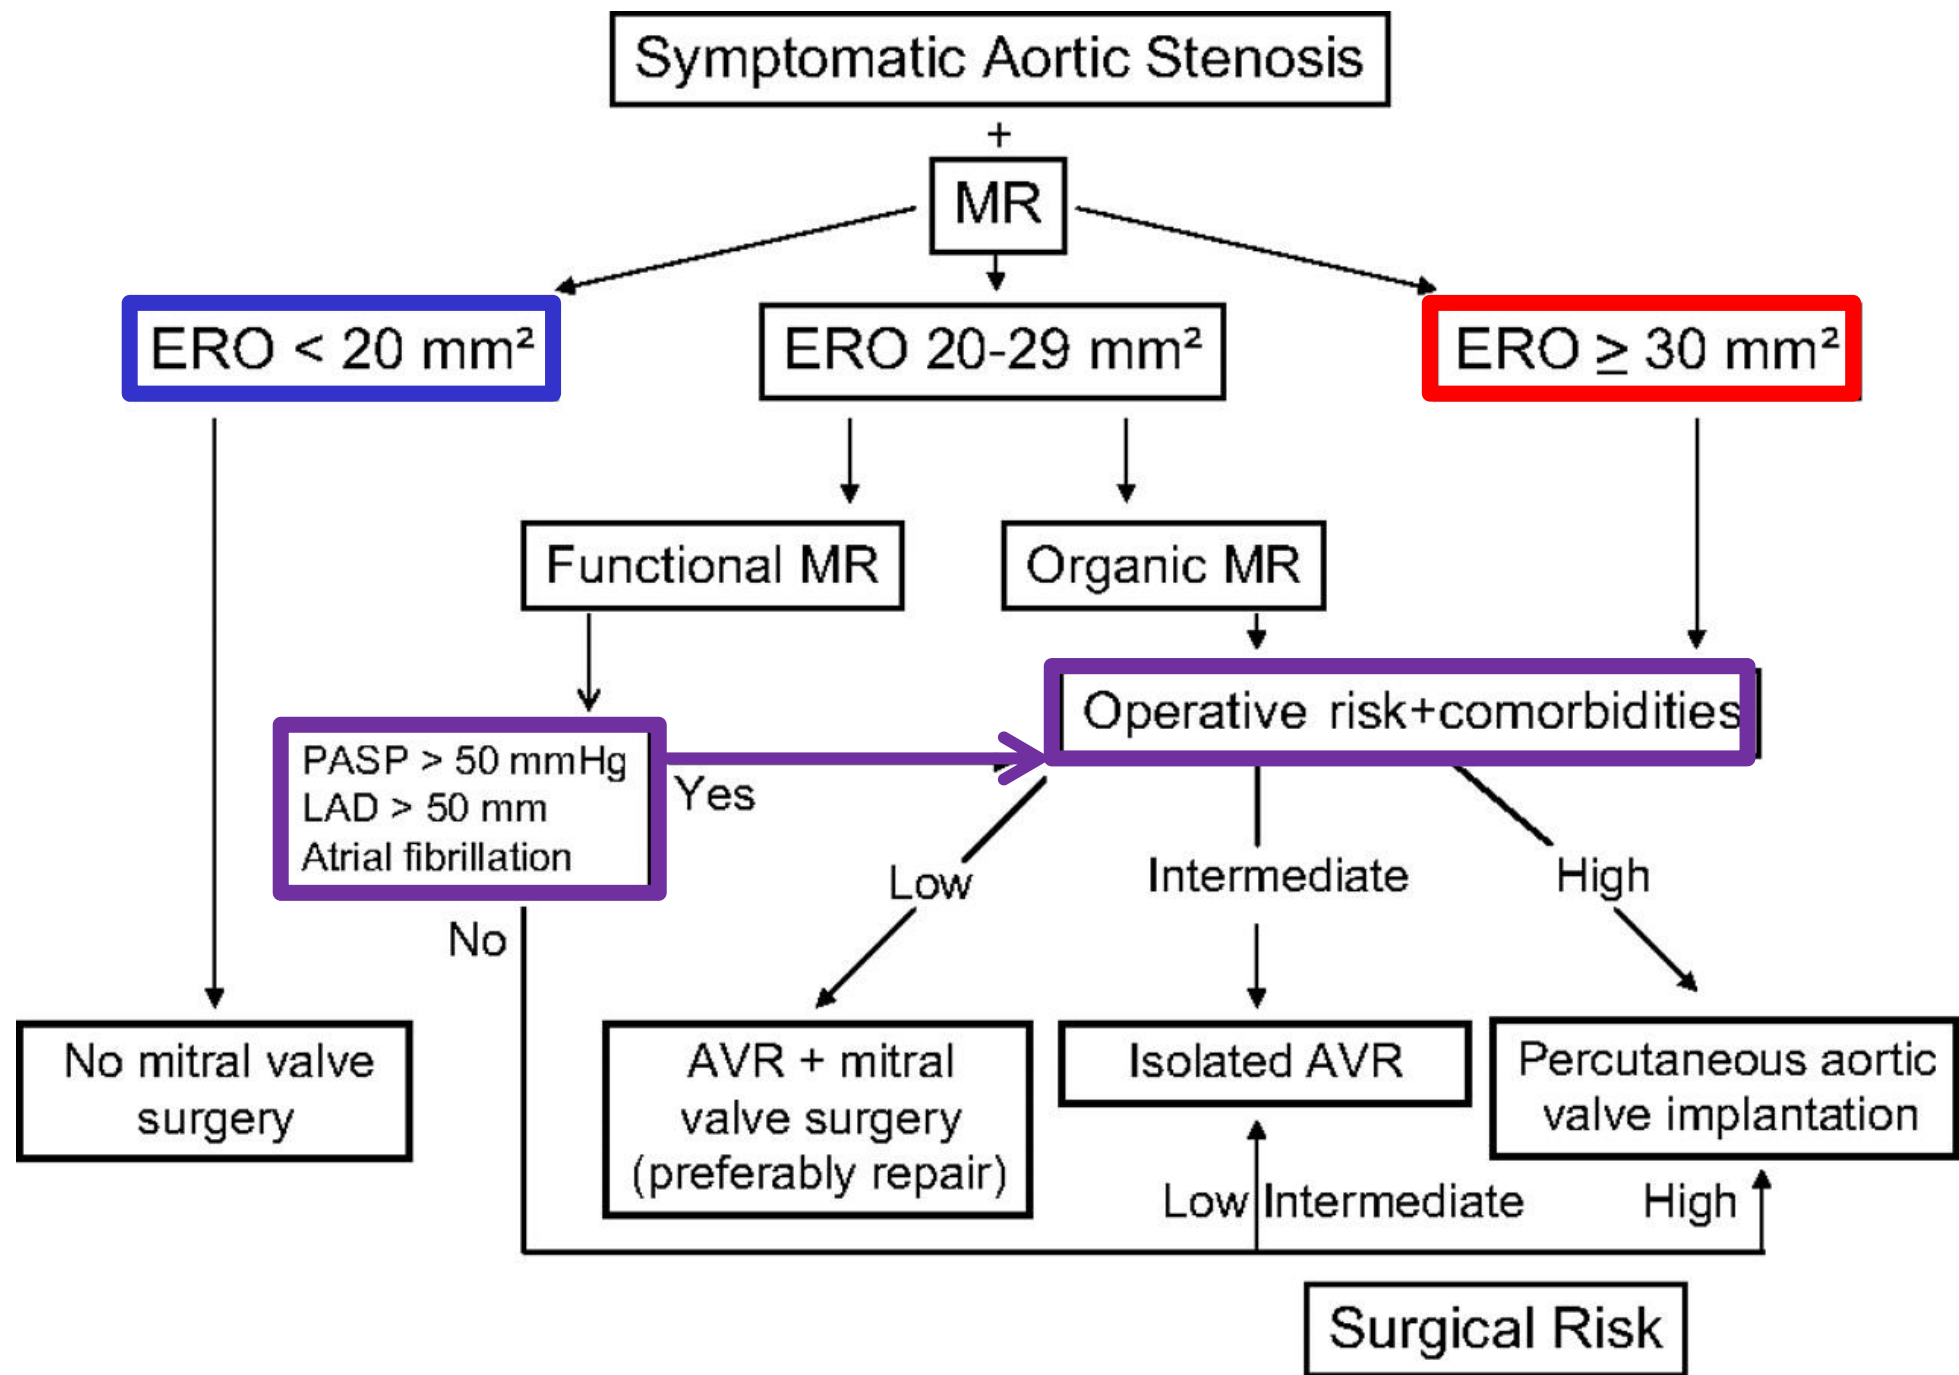 Symptomatic Aortic Stenosis
+
MR
ERO < 20 mm²
ERO 20-29 mm²
ERO ≥ 30 mm²
Functional MR
Organic MR
PASP > 50 mmHg
LAD > 50 mm
Atrial fibrillation
Yes
No
Operative risk+comorbidities
Low
Intermediate
High
No mitral valve
surgery
AVR + mitral
valve surgery
(preferably repair)
Isolated AVR
Percutaneous aortic
valve implantation
Low
Intermediate
High
Surgical Risk